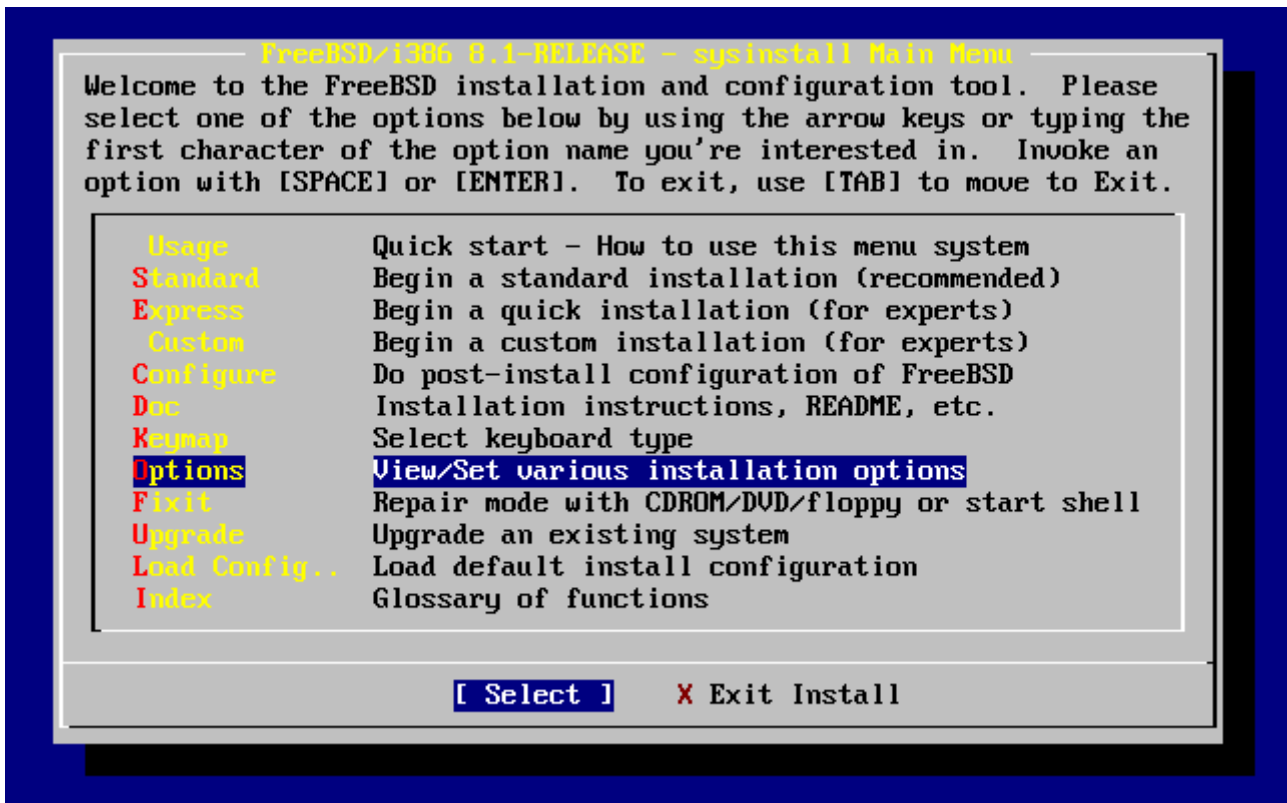 FreeBSD/i386 8.1-RELEASE - sysinstall Main Menu
Welcome to the FreeBSD installation and configuration tool.  Please
select one of the options below by using the arrow keys or typing the
first character of the option name you're interested in.  Invoke an
option with [SPACE] or [ENTER].  To exit, use [TAB] to move to Exit.
Usage Quick start - How to use this menu system
Standard Begin a standard installation (recommended)
Express Begin a quick installation (for experts)
Custom Begin a custom installation (for experts)
Configure Do post-install configuration of FreeBSD
Doc Installation instructions, README, etc.
Keymap Select keyboard type
Options View/Set various installation options
Fixit Repair mode with CDROM/DVD/floppy or start shell
Upgrade Upgrade an existing system
Load Config.. Load default install configuration
Index Glossary of functions
[ Select ] X Exit Install